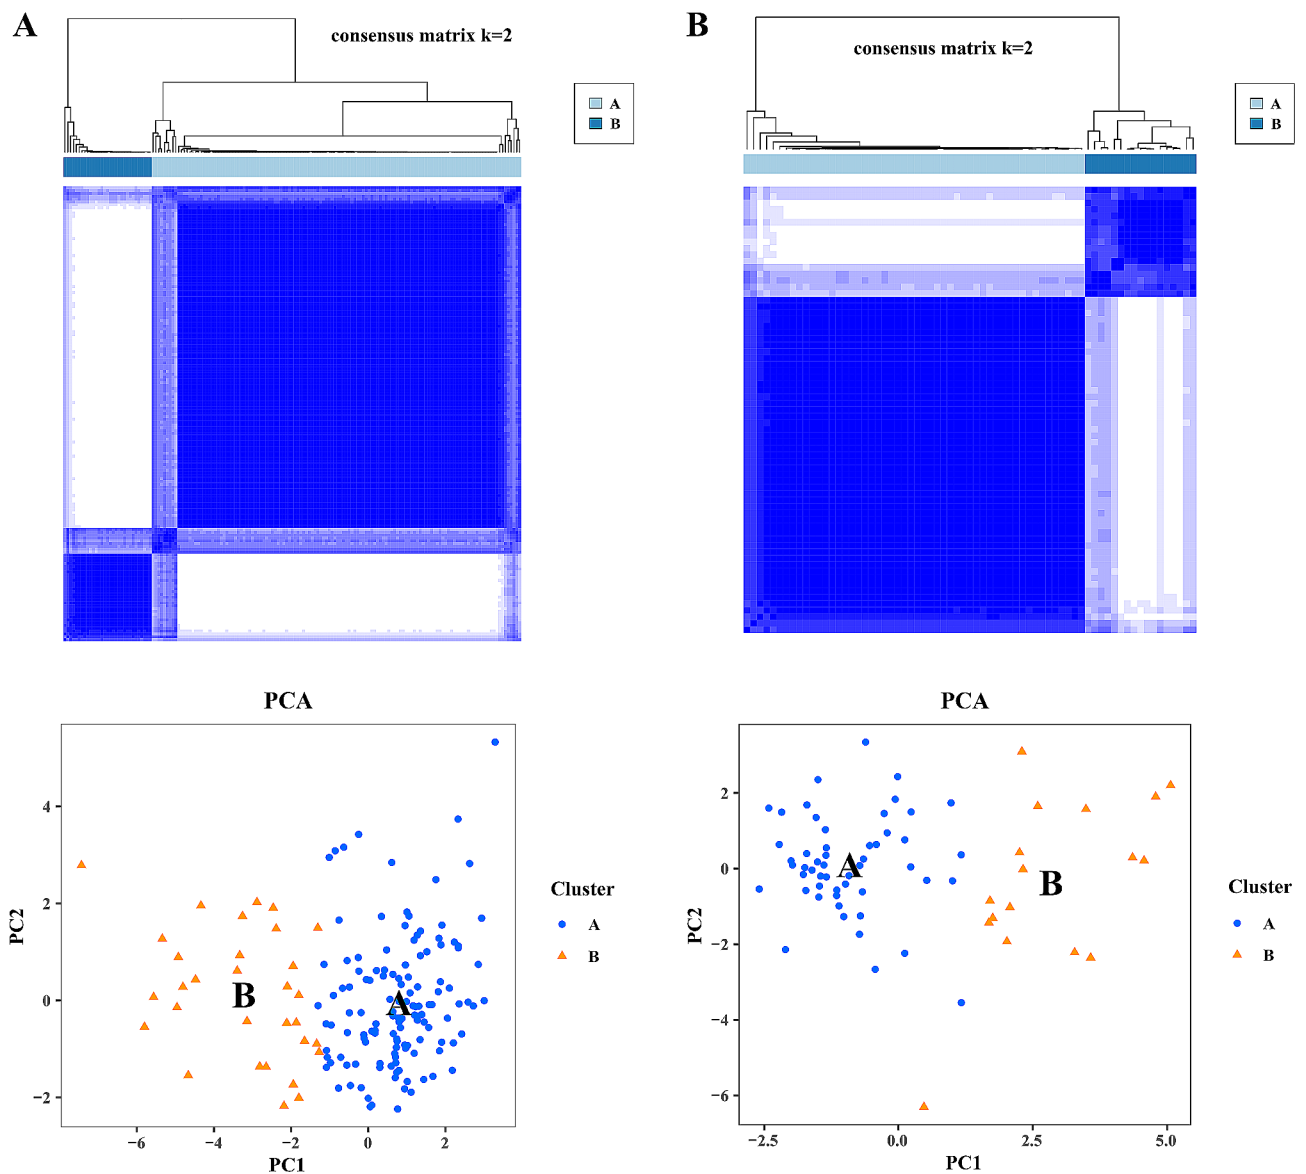 A
consensus matrix k=2
A
B
B
consensus matrix k=2
A
B
PCA
4
2
0
−2
−6
−4
−2
0
2
PC2
PC1
B
A
Cluster
A
B
PCA
2
0
−2
−4
−6
−2.5
0.0
2.5
5.0
PC2
PC1
A
B
Cluster
A
B